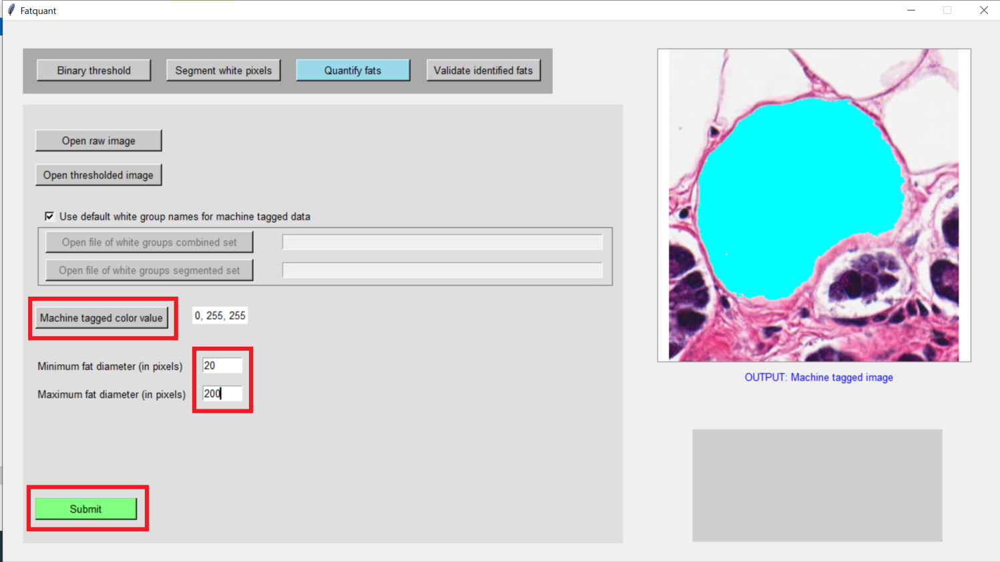 Fatquant
Binary threshold
Segment white pixels
Quantify fats
Validate identified fats
Open raw image
Open thresholded image
Use default white group names for machine tagged data
Open file of white groups combined set
Open file of white groups segmented set
Machine tagged color value
0, 255, 255
Minimum fat diameter (in pixels)
20
Maximum fat diameter (in pixels)
200
Submit
OUTPUT: Machine tagged image